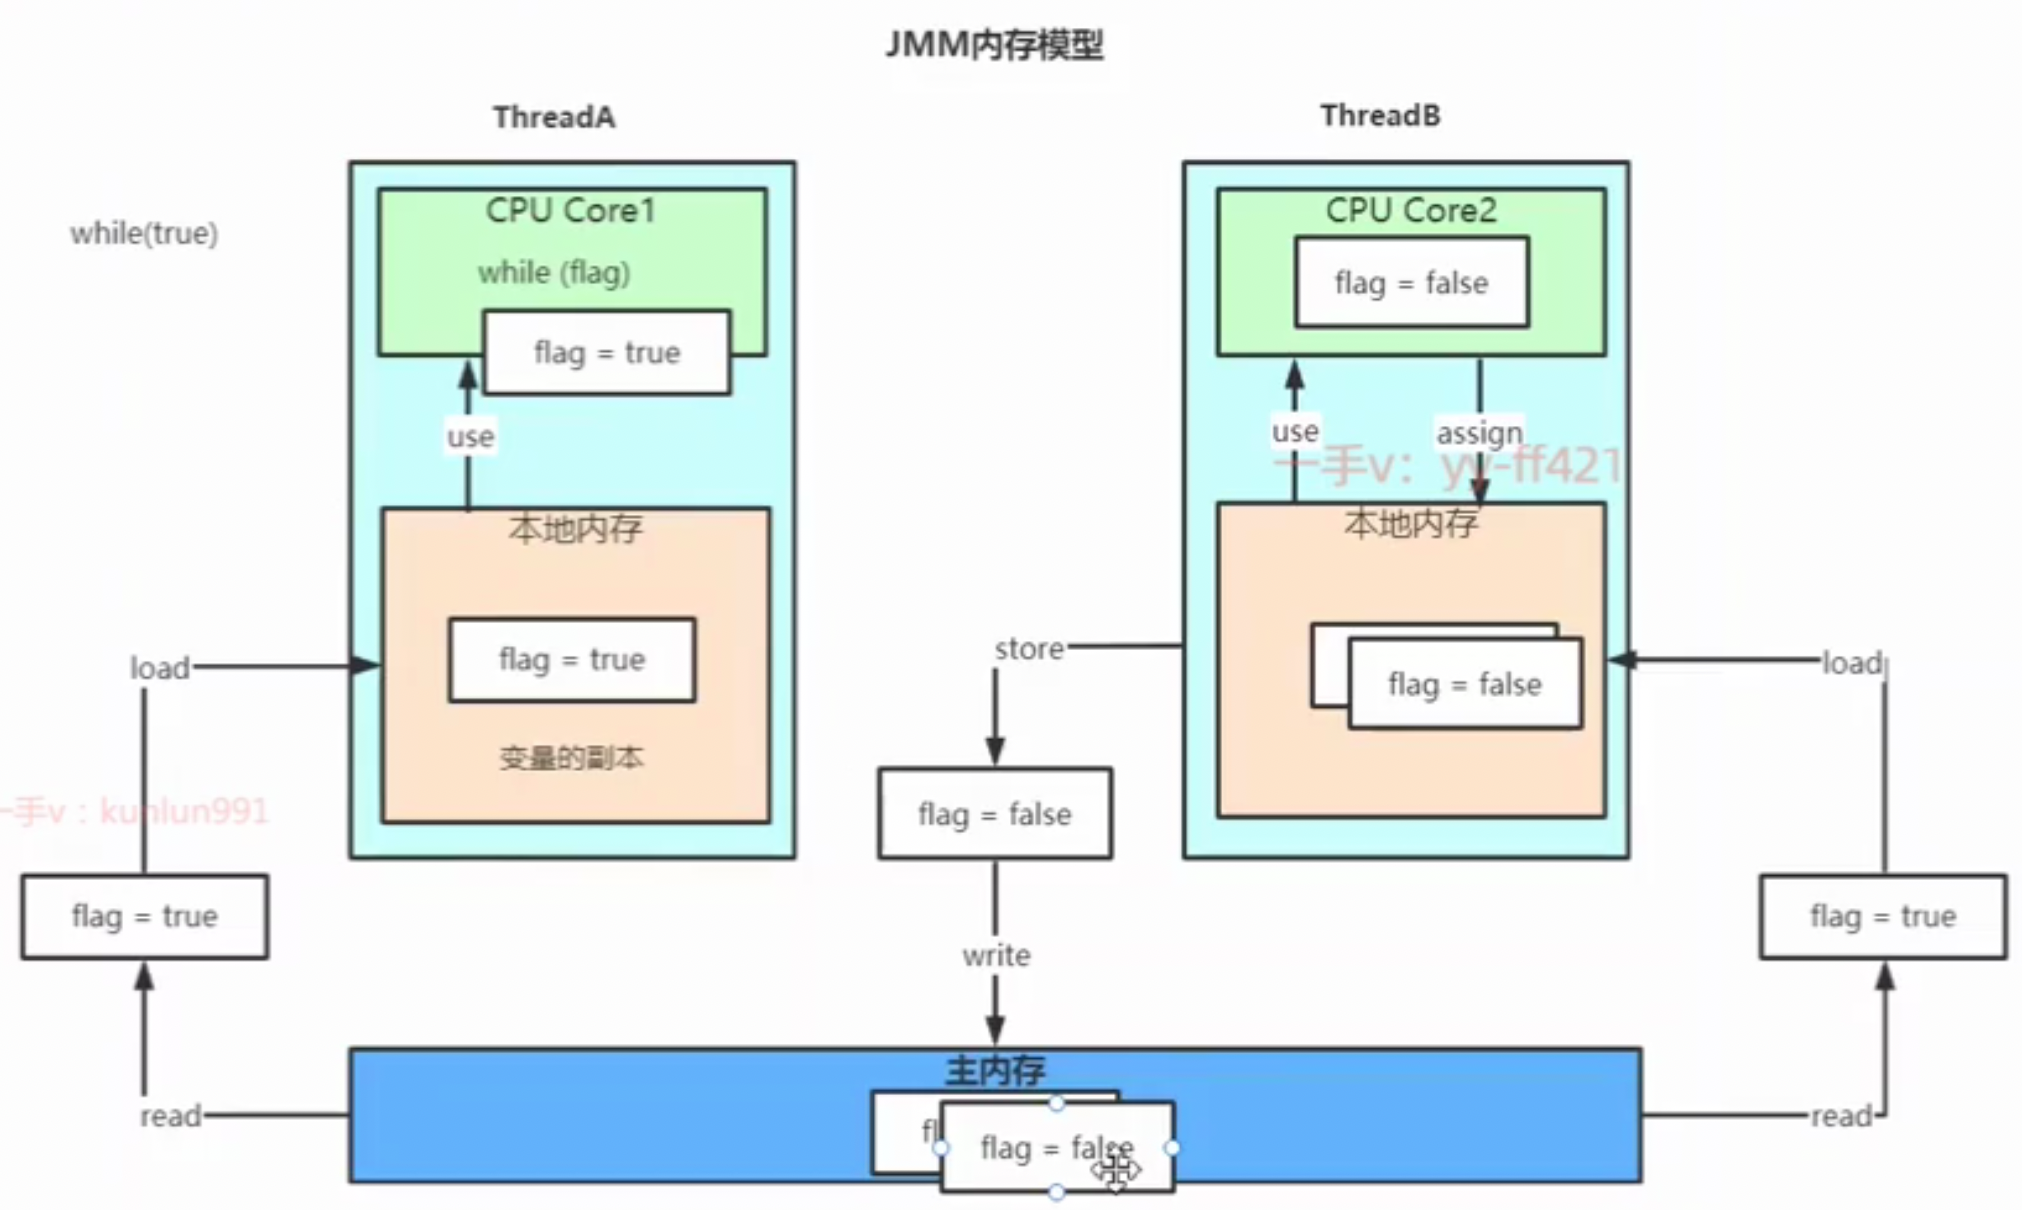 JMM内存模型
ThreadA
ThreadB
while(true)
CPU Core1
while (flag)
flag = true
use
本地内存
flag = true
变量的副本
load
一手v：kunlun991
flag = true
read
CPU Core2
flag = false
use
assign
一手v：yy-ff421
本地内存
flag = false
store
flag = false
write
load
flag = true
read
主内存
fl
flag = false